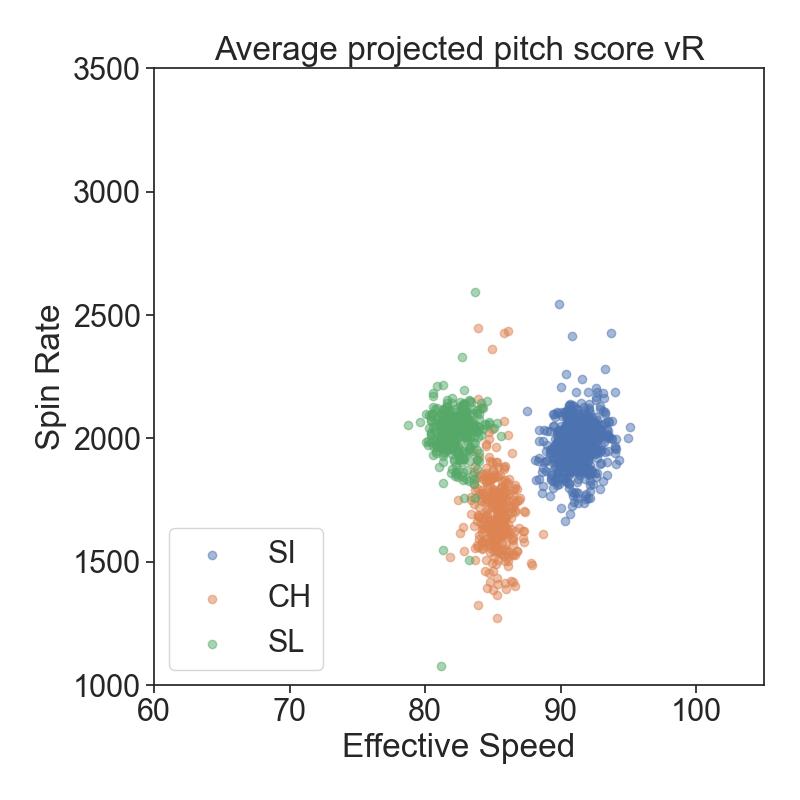 Average projected pitch score vR
3500
3000
2500
2000
1500
1000
Spin Rate
SI
CH
SL
60 70 80 90 100
Effective Speed